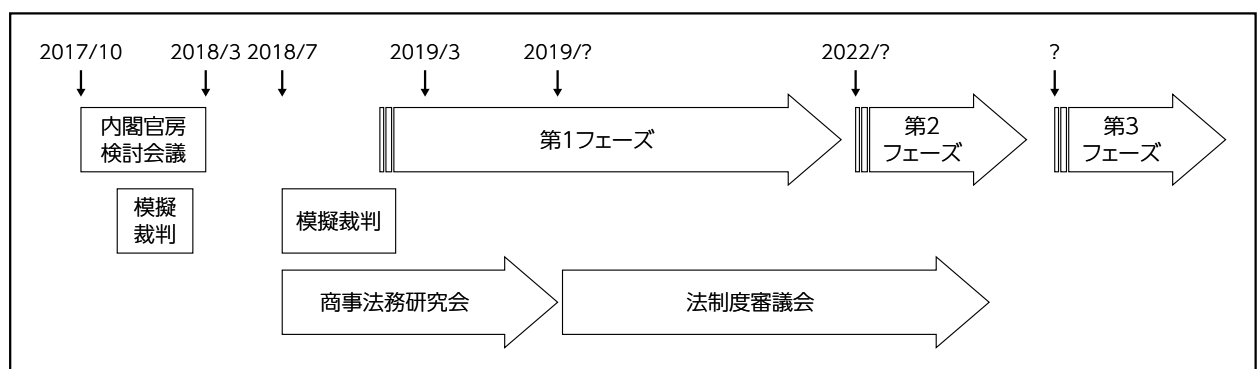 2017/10
2018/3
2018/7
2019/3
2019/?
2022/?
?
内閣官房
検討会議
第1フェーズ
第2
フェーズ
第3
フェーズ
模擬
裁判
模擬裁判
商事法務研究会
法制度審議会